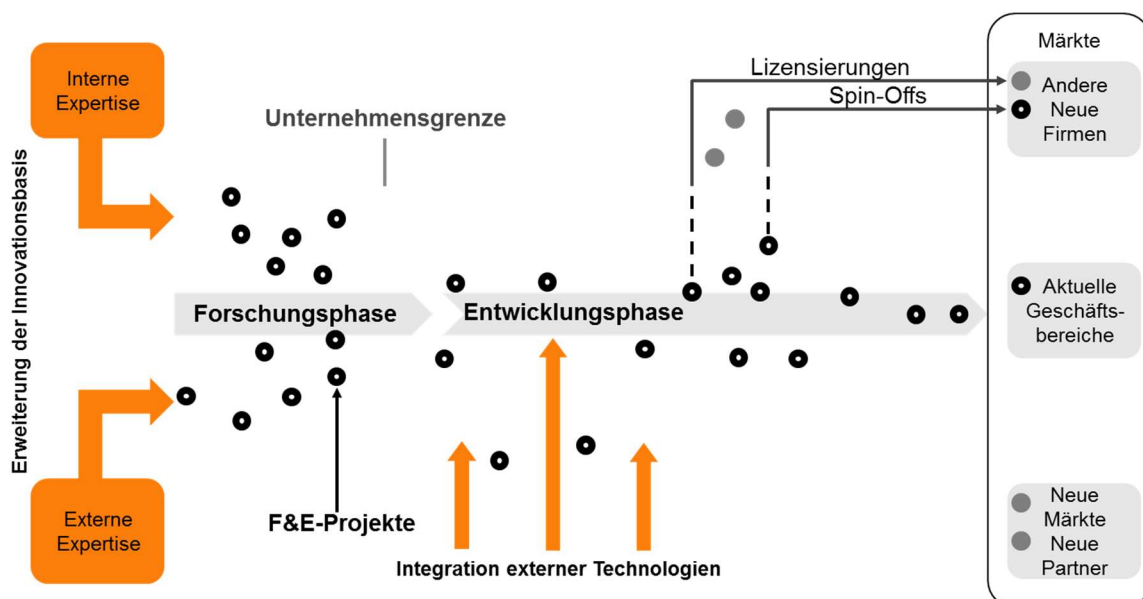 Märkte
Interne
Expertise
Lizensierungen
Andere
Spin-Offs
Neue
Firmen
Unternehmensgrenze
Erweiterung der Innovationsbasis
Forschungsphase
Entwicklungsphase
Aktuelle
Geschäfts-
bereiche
Externe
Expertise
F&E-Projekte
Integration externer Technologien
Neue
Märkte
Neue
Partner